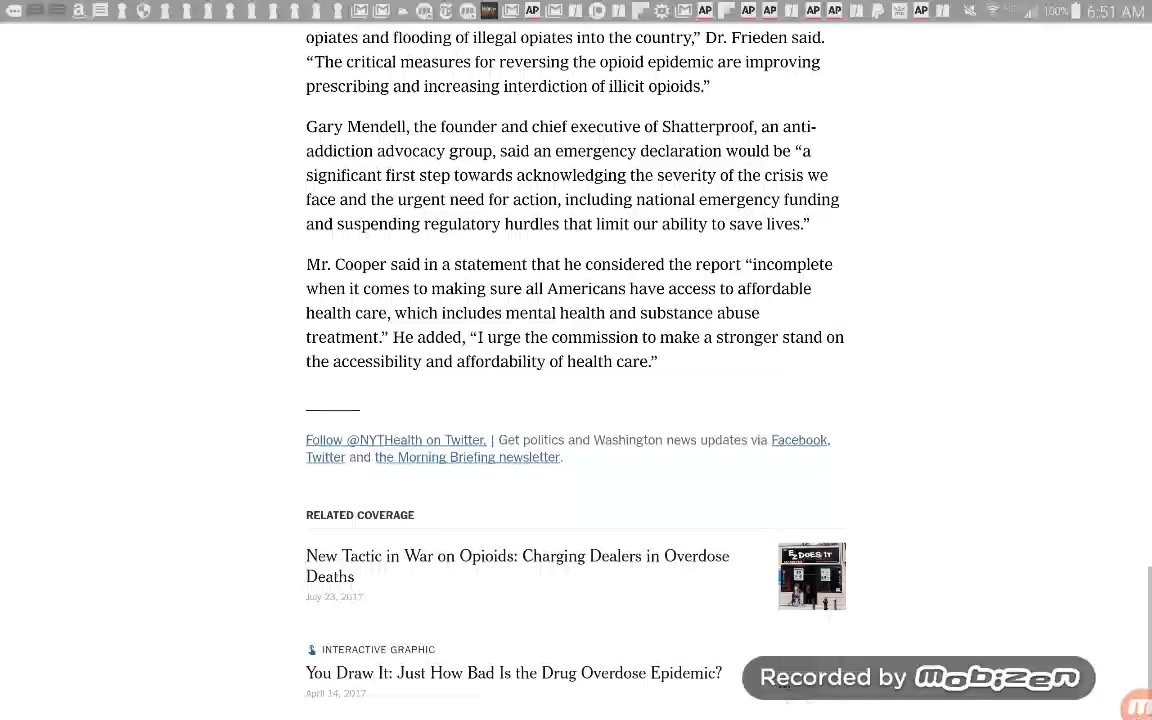 100% 6:51 AM
opiates and flooding of illegal opiates into the country,” Dr. Frieden said.
“The critical measures for reversing the opioid epidemic are improving
prescribing and increasing interdiction of illicit opioids.”
Gary Mendell, the founder and chief executive of Shatterproof, an anti-
addiction advocacy group, said an emergency declaration would be “a
significant first step towards acknowledging the severity of the crisis we
face and the urgent need for action, including national emergency funding
and suspending regulatory hurdles that limit our ability to save lives.”
Mr. Cooper said in a statement that he considered the report “incomplete
when it comes to making sure all Americans have access to affordable
health care, which includes mental health and substance abuse
treatment.” He added, “I urge the commission to make a stronger stand on
the accessibility and affordability of health care.”
Follow @NYTHealth on Twitter. | Get politics and Washington news updates via Facebook,
Twitter and the Morning Briefing newsletter.
RELATED COVERAGE
New Tactic in War on Opioids: Charging Dealers in Overdose
Deaths
EZ DOES IT
July 23, 2017
INTERACTIVE GRAPHIC
You Draw It: Just How Bad Is the Drug Overdose Epidemic?
April 14, 2017
Recorded by mobizen